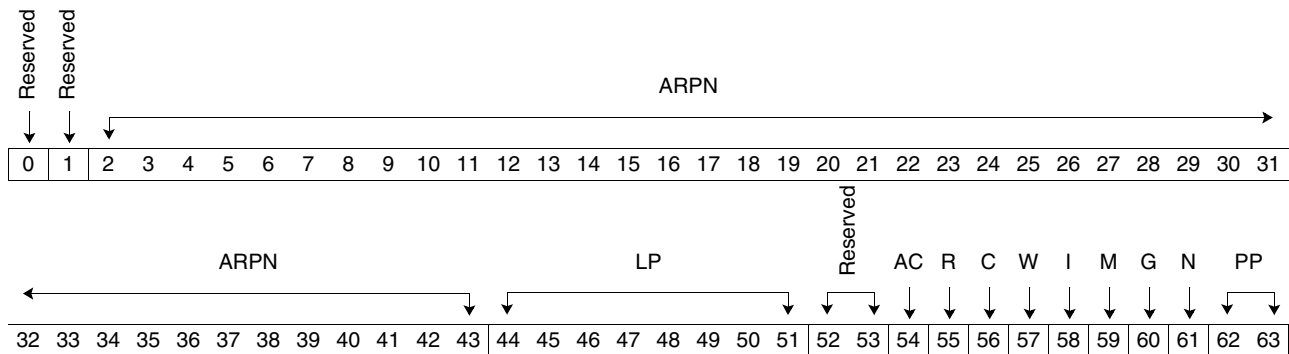 Reserved Reserved
ARPN
0 1 2 3 4 5 6 7 8 9 10 11 12 13 14 15 16 17 18 19 20 21 22 23 24 25 26 27 28 29 30 31
Reserved
ARPN LP AC R C W I M G N PP
32 33 34 35 36 37 38 39 40 41 42 43 44 45 46 47 48 49 50 51 52 53 54 55 56 57 58 59 60 61 62 63